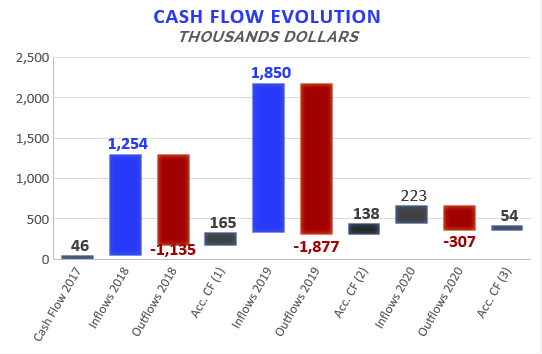 CASH FLOW EVOLUTION
THOUSANDS DOLLARS
2,500
2,000
1,500
1,000
500
0
46
1,254
-1,135
165
1,850
-1,877
138
223
-307
54
Cash Flow 2017
Inflows 2018
Outflows 2018
Acc. CF (1)
Inflows 2019
Outflows 2019
Acc. CF (2)
Inflows 2020
Outflows 2020
Acc. CF (3)